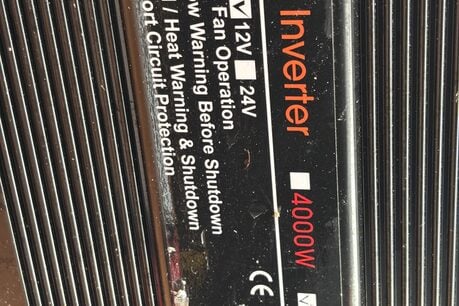 Inverter
4000W
12V 24V
Fan Operation
Warning Before Shutdown
/ Heat Warning & Shutdown
Circuit Protection
CE